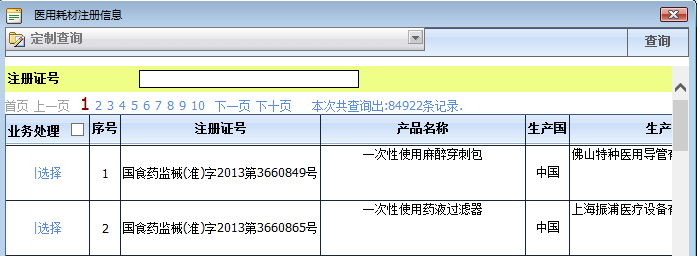 医用耗材注册信息
定制查询 查询
注册证号
首页 上一页 1 2 3 4 5 6 7 8 9 10 下一页 下十页 本次共查询出:84922条记录.
业务处理 序号 注册证号 产品名称 生产国 生产
|选择 1 国食药监械(准)字2013第3660849号 一次性使用麻醉穿刺包 中国 佛山特种医用导管
|选择 2 国食药监械(准)字2013第3660865号 一次性使用药液过滤器 中国 上海振浦医疗设备